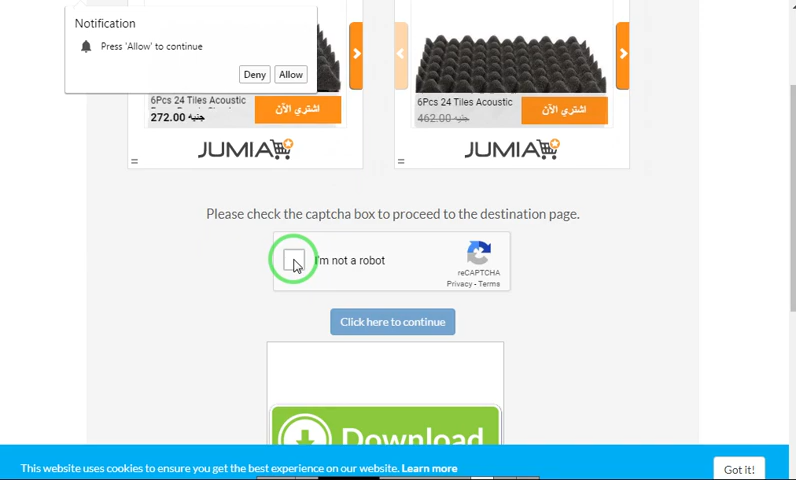 Notification
Press 'Allow' to continue
Deny
Allow
6Pcs 24 Tiles Acoustic
272.00 جنيه
اشتري الآن
JUMIA
6Pcs 24 Tiles Acoustic
462.00 جنيه
اشتري الآن
JUMIA
Please check the captcha box to proceed to the destination page.
I'm not a robot
reCAPTCHA
Privacy - Terms
Click here to continue
Download
This website uses cookies to ensure you get the best experience on our website. Learn more
Got it!